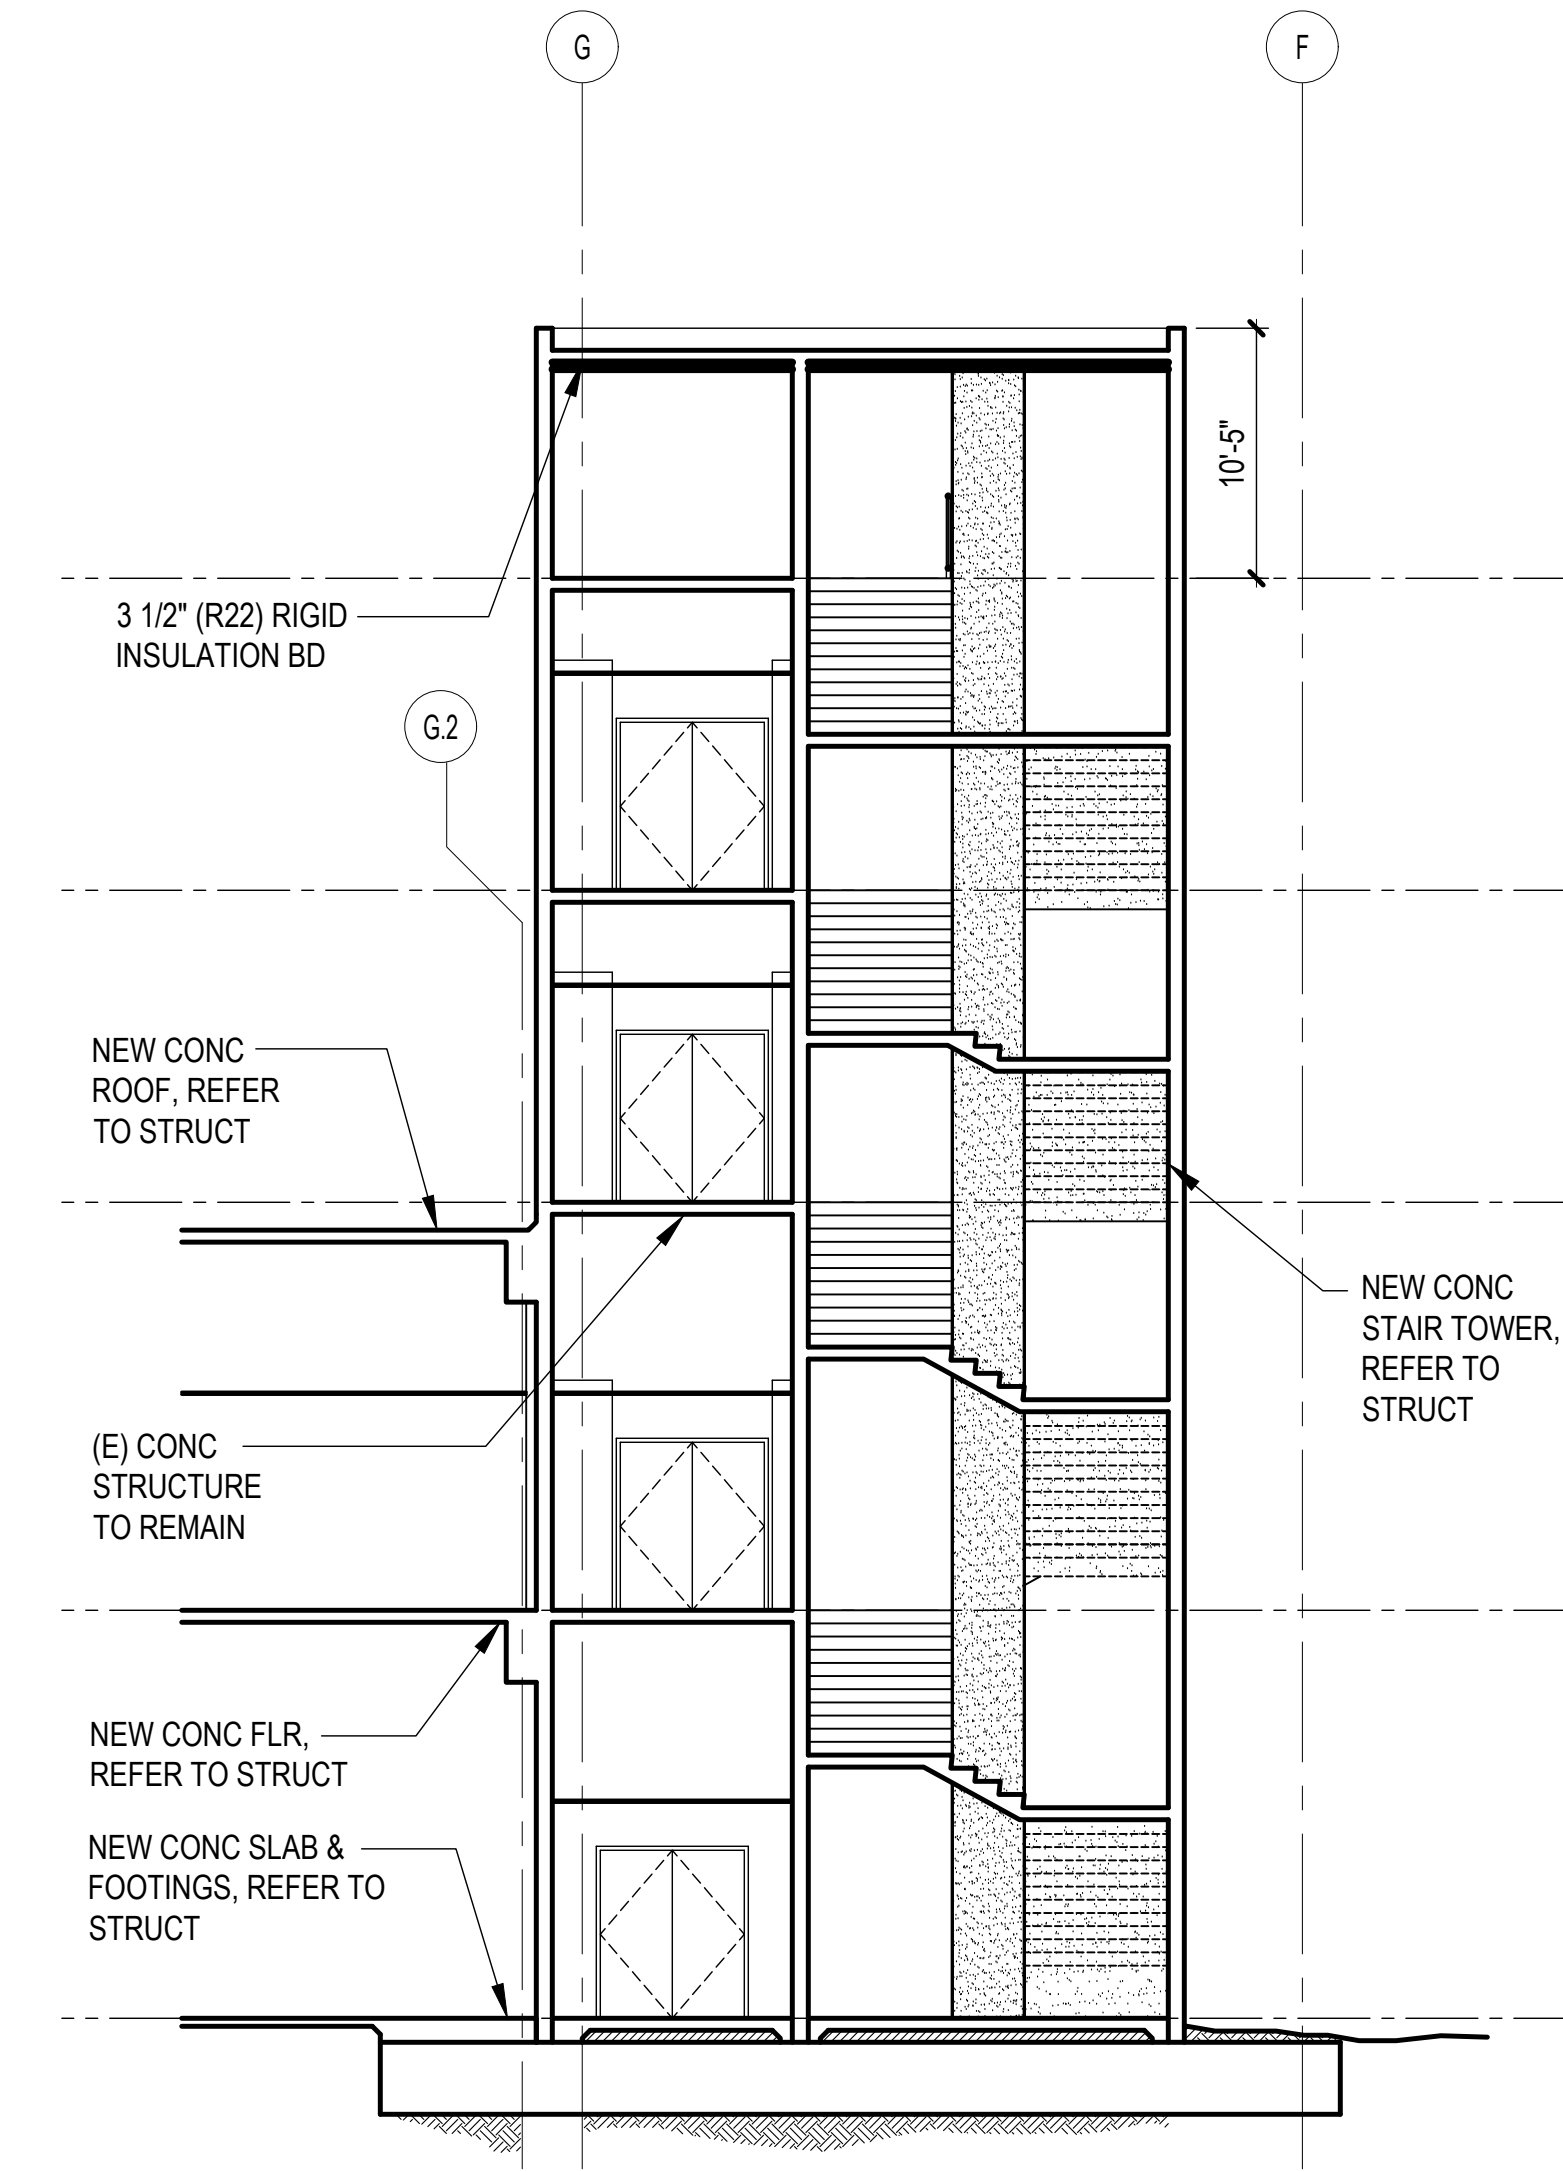 G
F
10'-5"
3 1/2" (R22) RIGID
INSULATION BD
G.2
NEW CONC
ROOF, REFER
TO STRUCT
NEW CONC
STAIR TOWER,
REFER TO
STRUCT
(E) CONC
STRUCTURE
TO REMAIN
NEW CONC FLR,
REFER TO STRUCT
NEW CONC SLAB &
FOOTINGS, REFER TO
STRUCT